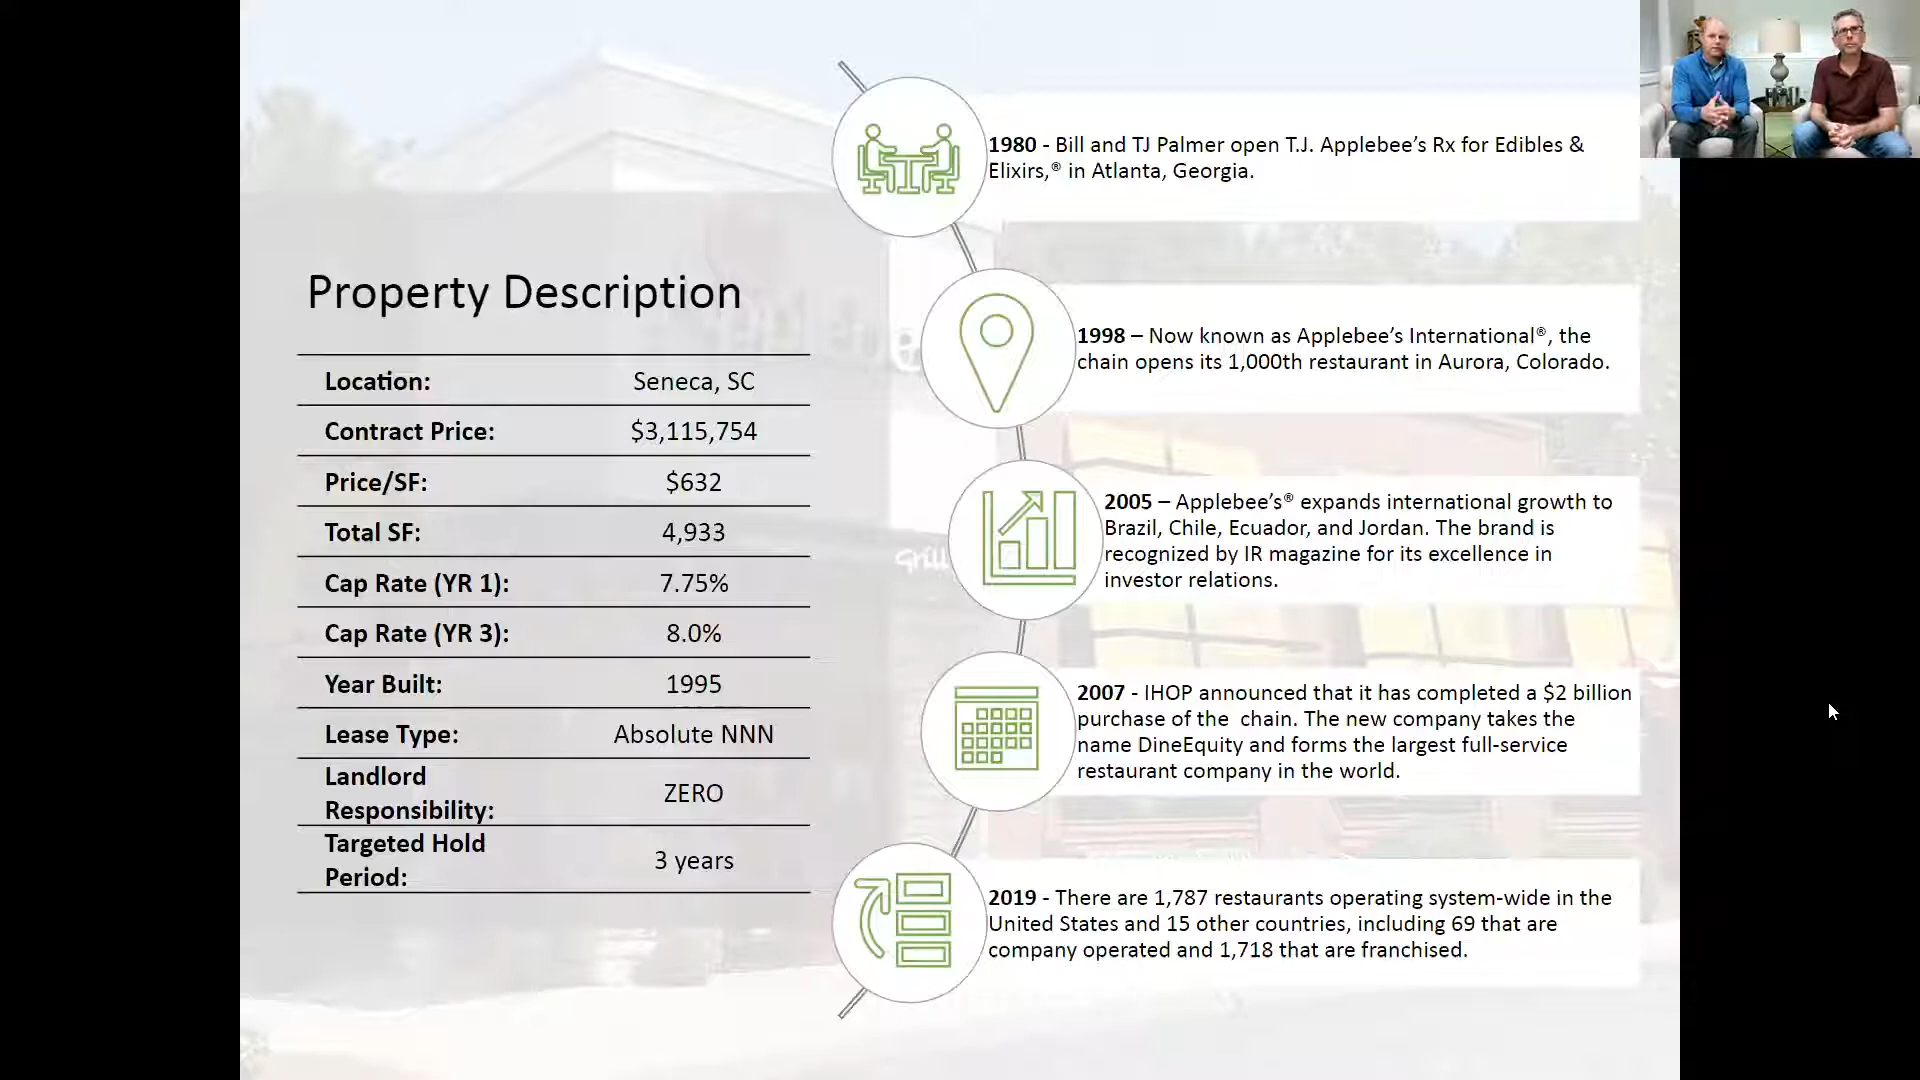 Property Description
Location: Seneca, SC
Contract Price: $3,115,754
Price/SF: $632
Total SF: 4,933
Cap Rate (YR 1): 7.75%
Cap Rate (YR 3): 8.0%
Year Built: 1995
Lease Type: Absolute NNN
Landlord
Responsibility: ZERO
Targeted Hold
Period: 3 years
1980 - Bill and TJ Palmer open T.J. Applebee’s Rx for Edibles &
Elixirs,® in Atlanta, Georgia.
1998 – Now known as Applebee’s International®, the
chain opens its 1,000th restaurant in Aurora, Colorado.
2005 – Applebee’s® expands international growth to
Brazil, Chile, Ecuador, and Jordan. The brand is
recognized by IR magazine for its excellence in
investor relations.
2007 - IHOP announced that it has completed a $2 billion
purchase of the  chain. The new company takes the
name DineEquity and forms the largest full-service
restaurant company in the world.
2019 - There are 1,787 restaurants operating system-wide in the
United States and 15 other countries, including 69 that are
company operated and 1,718 that are franchised.
Grill